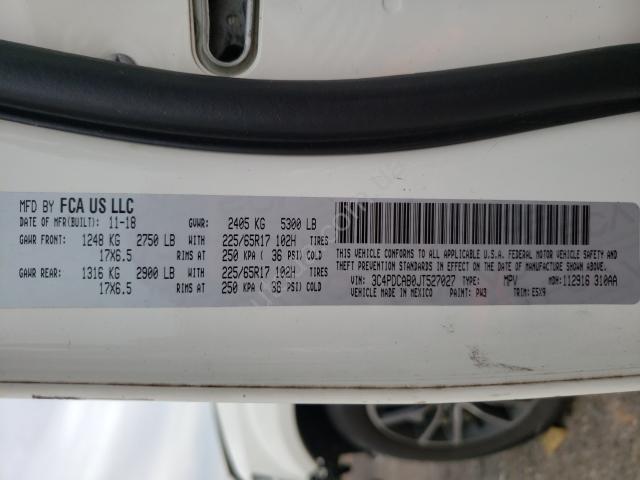 MFD BY FCA US LLC
DATE OF MFR(BUILT): 11-18 GVWR: 2405 KG 5300 LB
GAWR FRONT: 1248 KG 2750 LB WITH 225/65R17 102H TIRES
17X6.5 RIMS AT 250 KPA ( 36 PSI) COLD
GAWR REAR: 1316 KG 2900 LB WITH 225/65R17 102H TIRES
17X6.5 RIMS AT 250 KPA ( 36 PSI) COLD
THIS VEHICLE CONFORMS TO ALL APPLICABLE U.S.A. FEDERAL MOTOR VEHICLE SAFETY AND
THEFT PREVENTION STANDARDS IN EFFECT ON THE DATE OF MANUFACTURE SHOWN ABOVE.
VIN: 3C4PDCAB0JT527027 TYPE: MPV MDH: 112916 310AA
VEHICLE MADE IN MEXICO PAINT: PW3 TRIM: E5X9